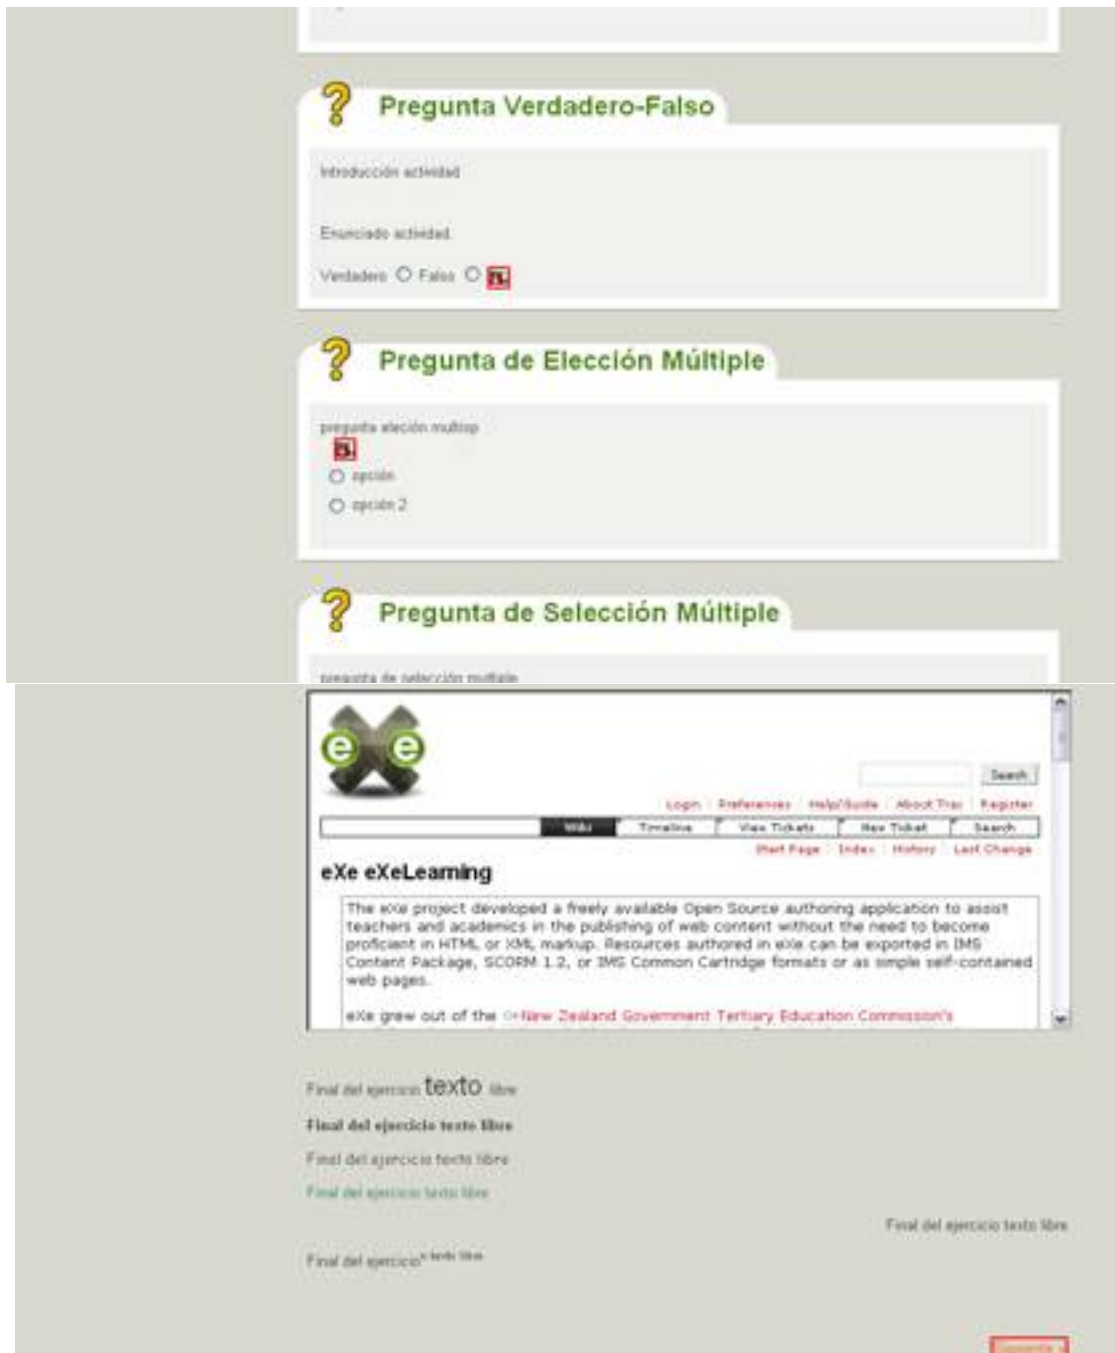 Pregunta Verdadero-Falso
Introducción actividad
Enunciado actividad
Verdadero Falso
Pregunta de Elección Múltiple
pregunta eleción multiop
opción
opción 2
Pregunta de Selección Múltiple
pregunta de selección multiple
e e
Search
Login Preferences Help/Guide About Trac Register
Wiki Timeline View Tickets New Ticket Search
Start Page Index History Last Change
eXe eXeLearning
The eXe project developed a freely available Open Source authoring application to assist
teachers and academics in the publishing of web content without the need to become
proficient in HTML or XML markup. Resources authored in eXe can be exported in IMS
Content Package, SCORM 1.2, or IMS Common Cartridge formats or as simple self-contained
web pages.
eXe grew out of the New Zealand Government Tertiary Education Commission's
Final del ejercicio texto libre
Final del ejercicio texto libre
Final del ejercicio texto libre
Final del ejercicio texto libre
Final del ejercicio texto libre
Final del ejercicio texto libre